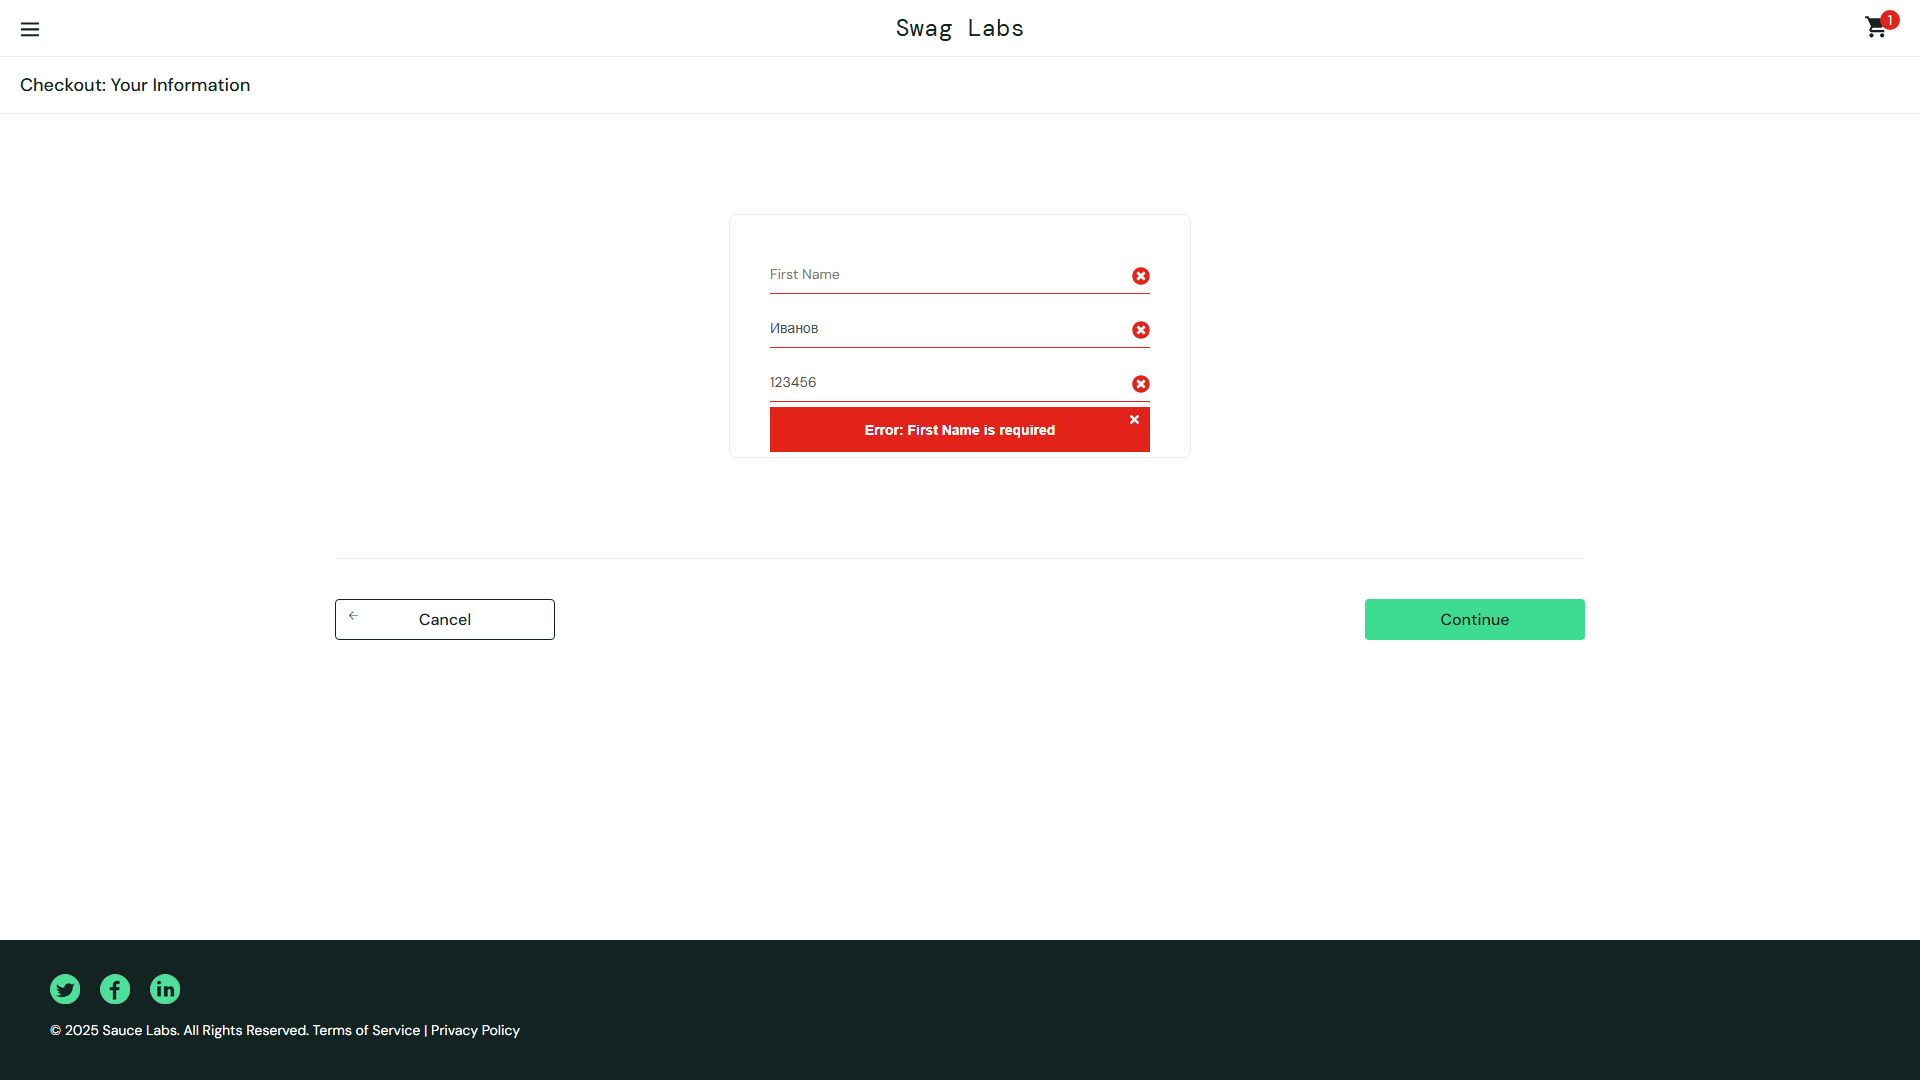 Swag Labs
1
Checkout: Your Information
First Name
Иванов
123456
Error: First Name is required
Cancel
Continue
© 2025 Sauce Labs. All Rights Reserved. Terms of Service | Privacy Policy